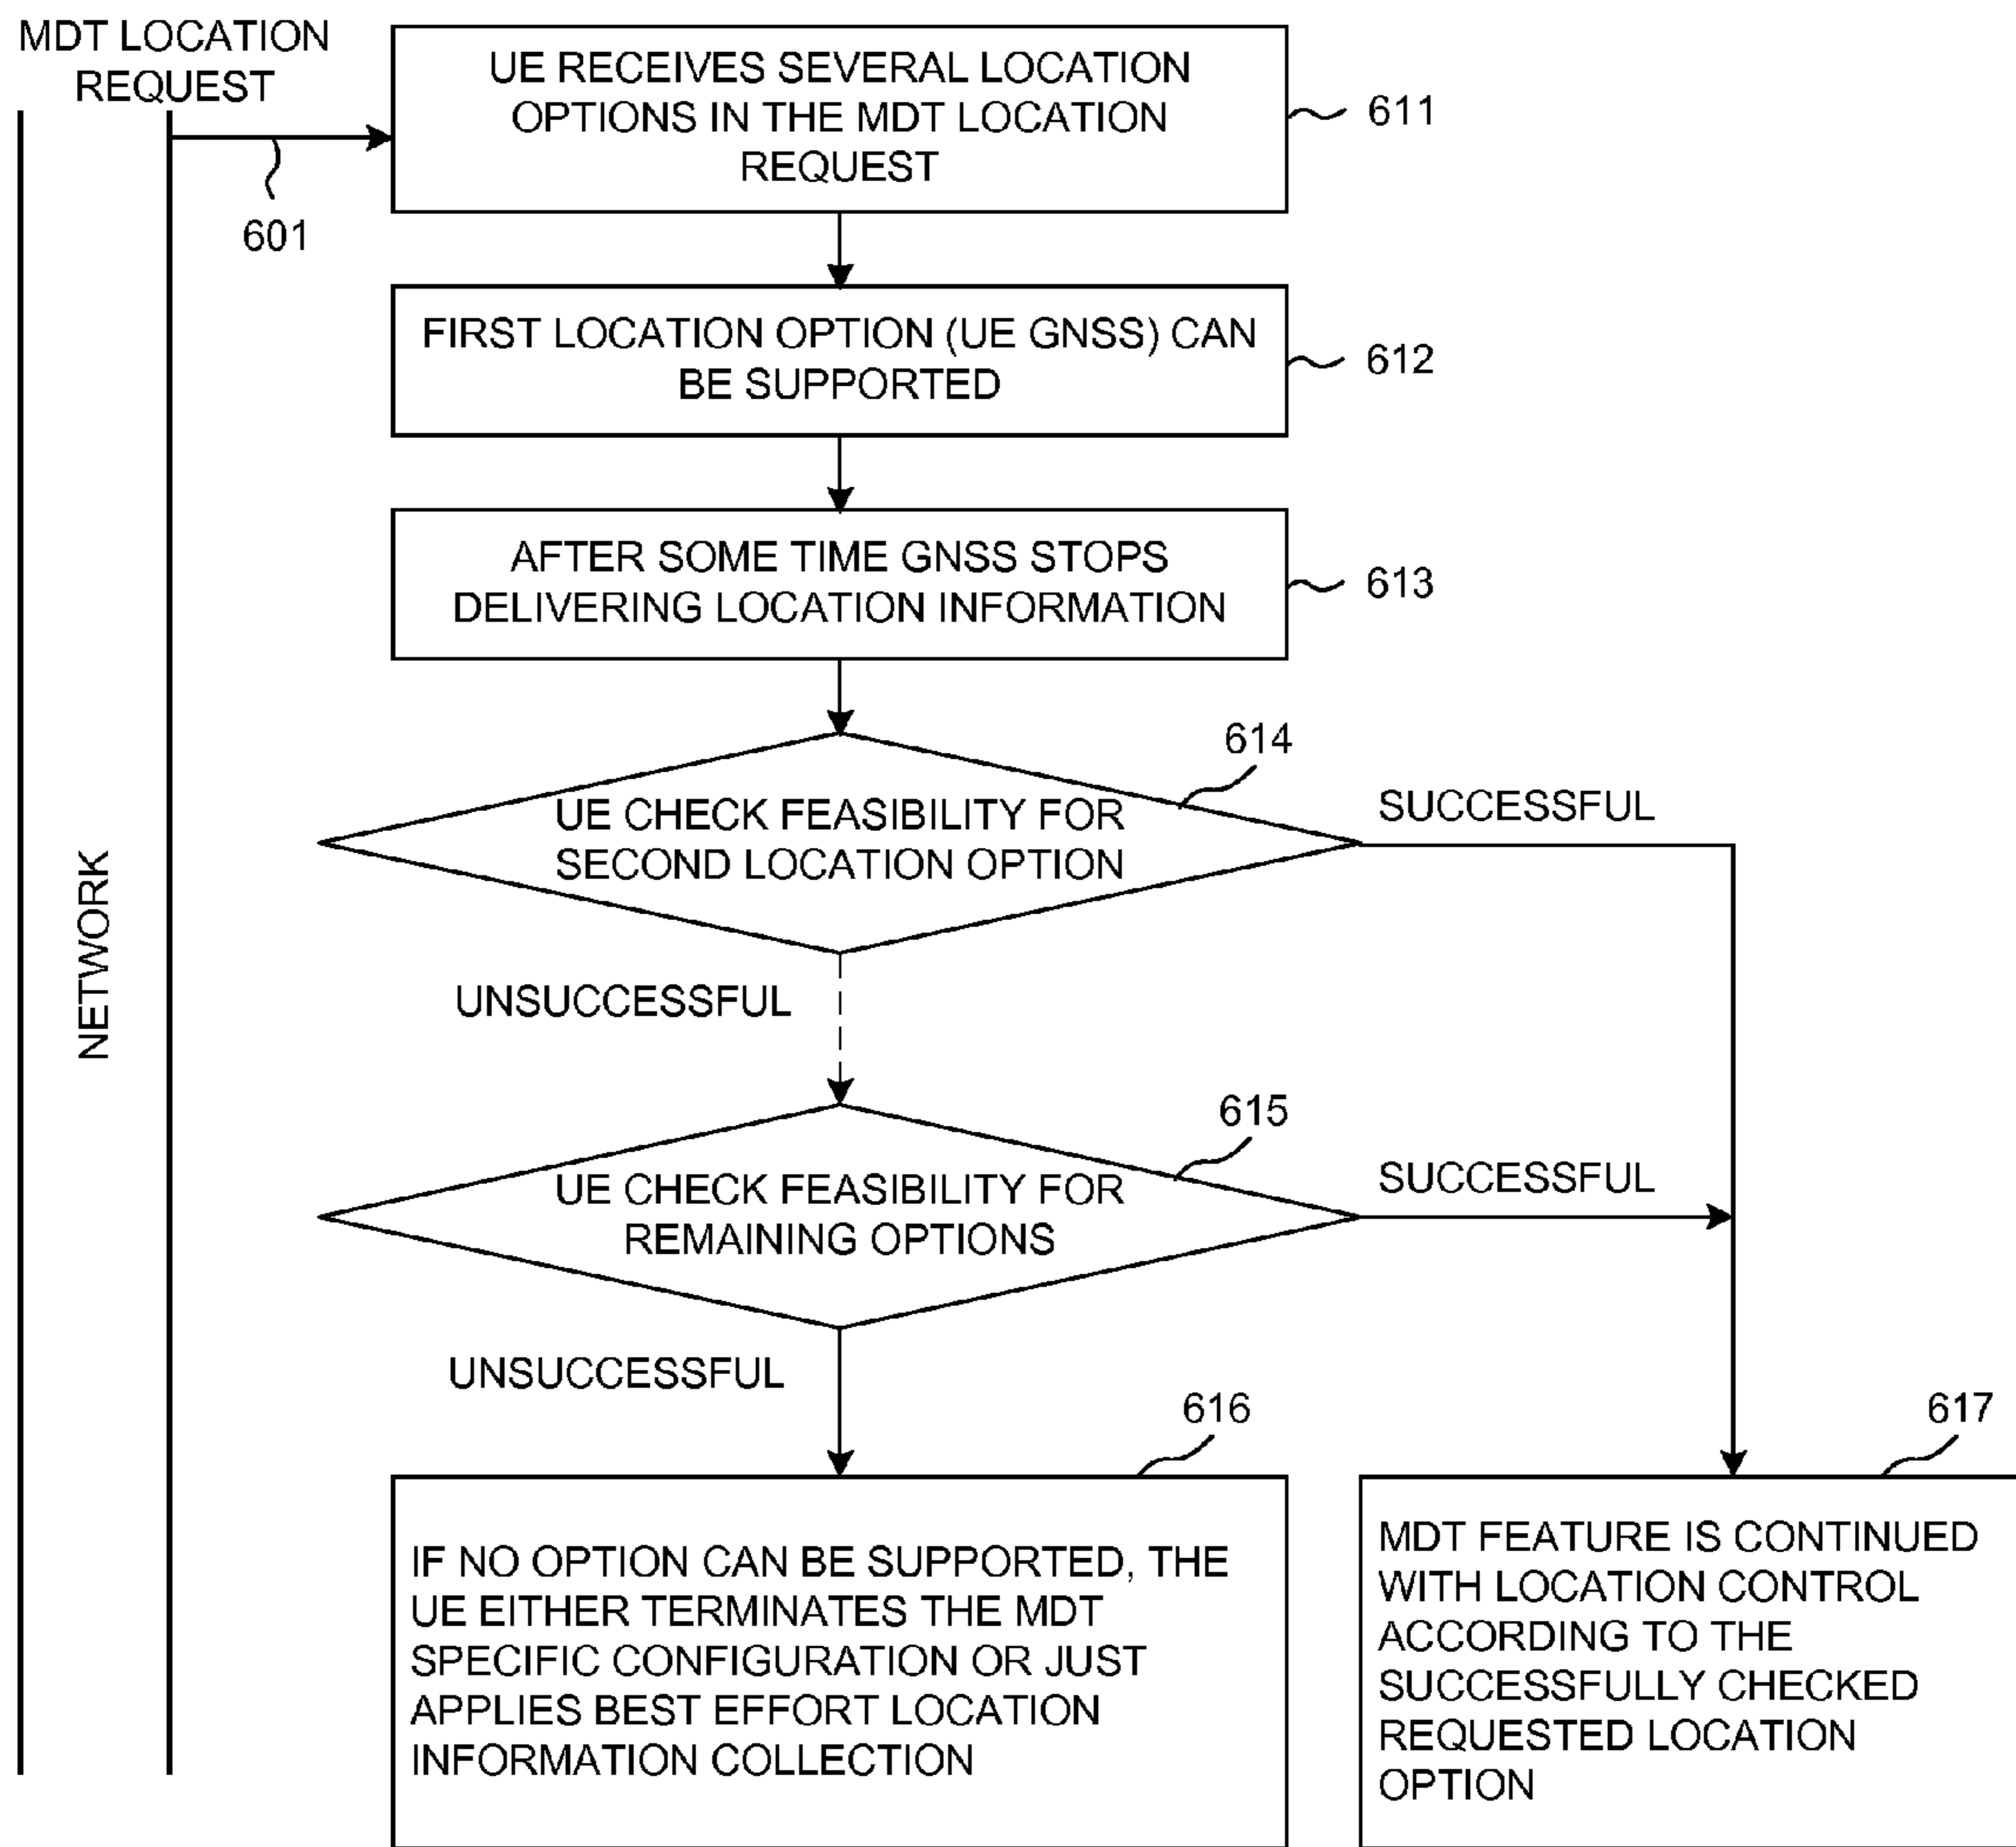 MDT LOCATION
REQUEST
601
UE RECEIVES SEVERAL LOCATION
OPTIONS IN THE MDT LOCATION
REQUEST
611
FIRST LOCATION OPTION (UE GNSS) CAN
BE SUPPORTED
612
AFTER SOME TIME GNSS STOPS
DELIVERING LOCATION INFORMATION
613
614
UE CHECK FEASIBILITY FOR
SECOND LOCATION OPTION
SUCCESSFUL
UNSUCCESSFUL
NETWORK
615
UE CHECK FEASIBILITY FOR
REMAINING OPTIONS
SUCCESSFUL
UNSUCCESSFUL
616
IF NO OPTION CAN BE SUPPORTED, THE
UE EITHER TERMINATES THE MDT
SPECIFIC CONFIGURATION OR JUST
APPLIES BEST EFFORT LOCATION
INFORMATION COLLECTION
617
MDT FEATURE IS CONTINUED
WITH LOCATION CONTROL
ACCORDING TO THE
SUCCESSFULLY CHECKED
REQUESTED LOCATION
OPTION